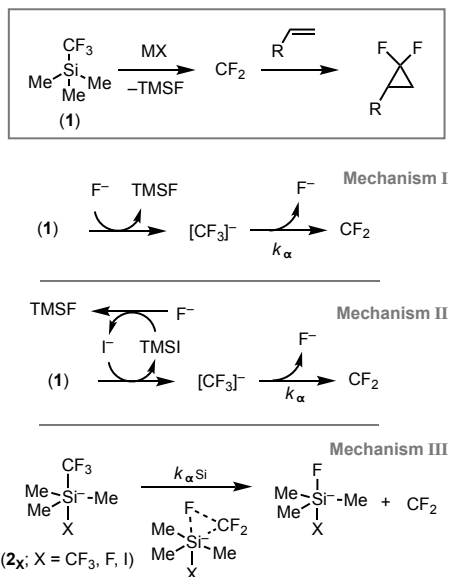 CF3
Si
Me
Me
Me
(1)
MX
–TMSF
CF2
R
F F
R
Mechanism I
F–
TMSF
F–
(1)
[CF3]–
CF2
kα
Mechanism II
TMSF
F–
I–
TMSI
F–
(1)
[CF3]–
CF2
kα
Mechanism III
CF3
Me
Me
Si–
Me
X
kαSi
F
CF2
Me
Me
Si–
Me
X
F
Me
Me
Si–
Me
X
+ CF2
(2X; X = CF3, F, I)